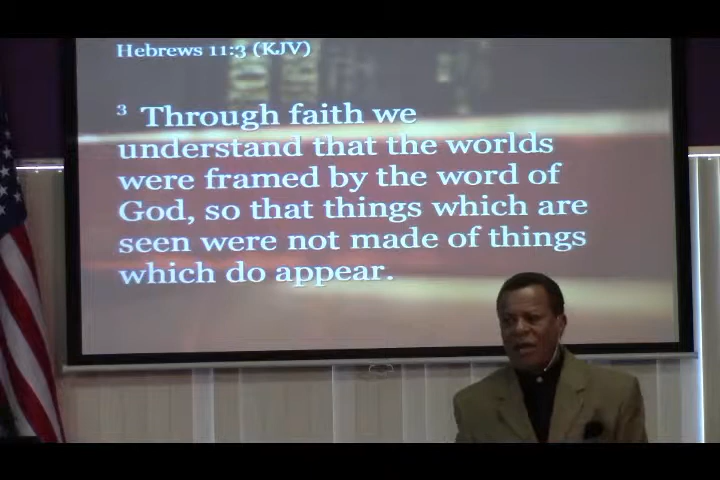 Hebrews 11:3 (KJV)
3 Through faith we
understand that the worlds
were framed by the word of
God, so that things which are
seen were not made of things
which do appear.